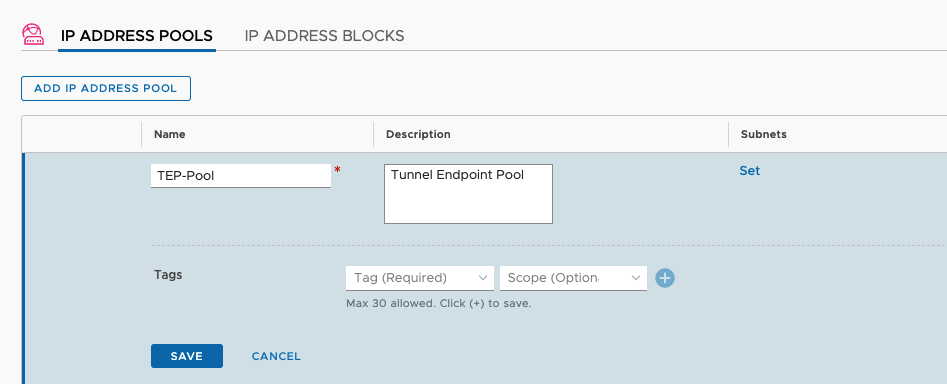 IP ADDRESS POOLS IP ADDRESS BLOCKS
ADD IP ADDRESS POOL
Name Description Subnets
TEP-Pool * Tunnel Endpoint Pool Set
Tags Tag (Required) Scope (Optiona
Max 30 allowed. Click (+) to save.
SAVE CANCEL